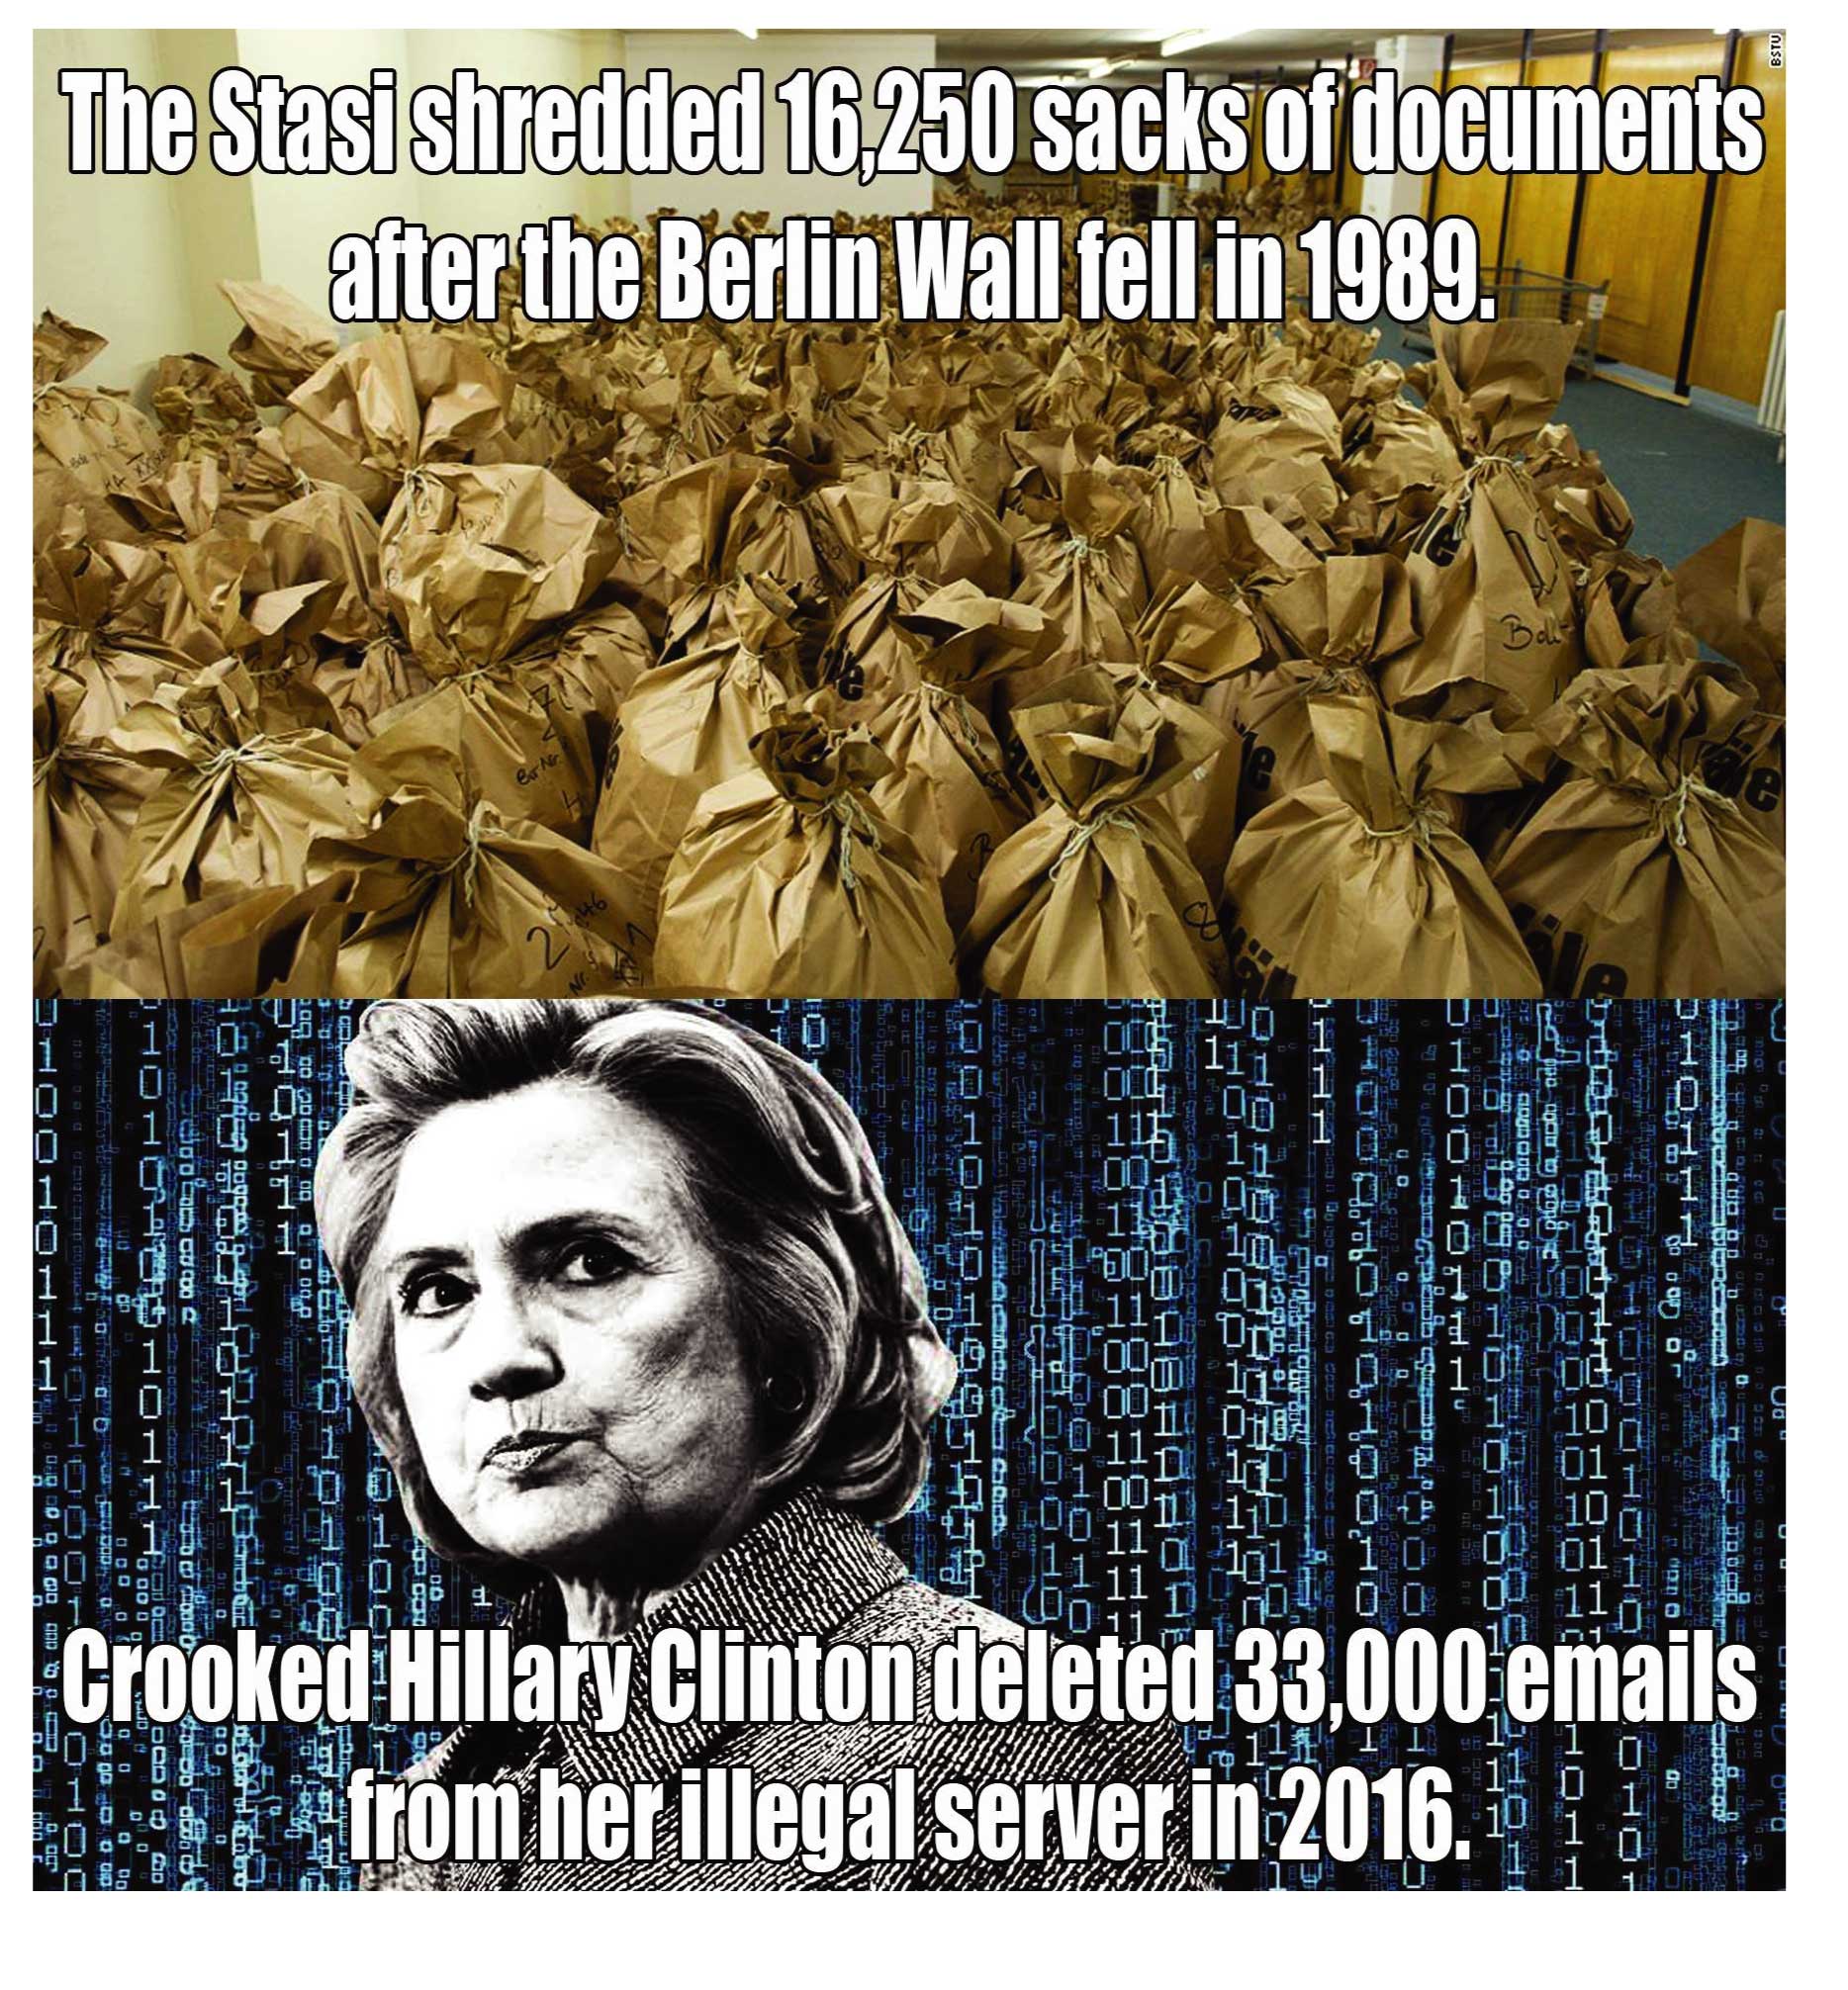 BSTU
The Stasi shredded 16,250 sacks of documents
after the Berlin Wall fell in 1989.
Crooked Hillary Clinton deleted 33,000 emails
from her illegal server in 2016.